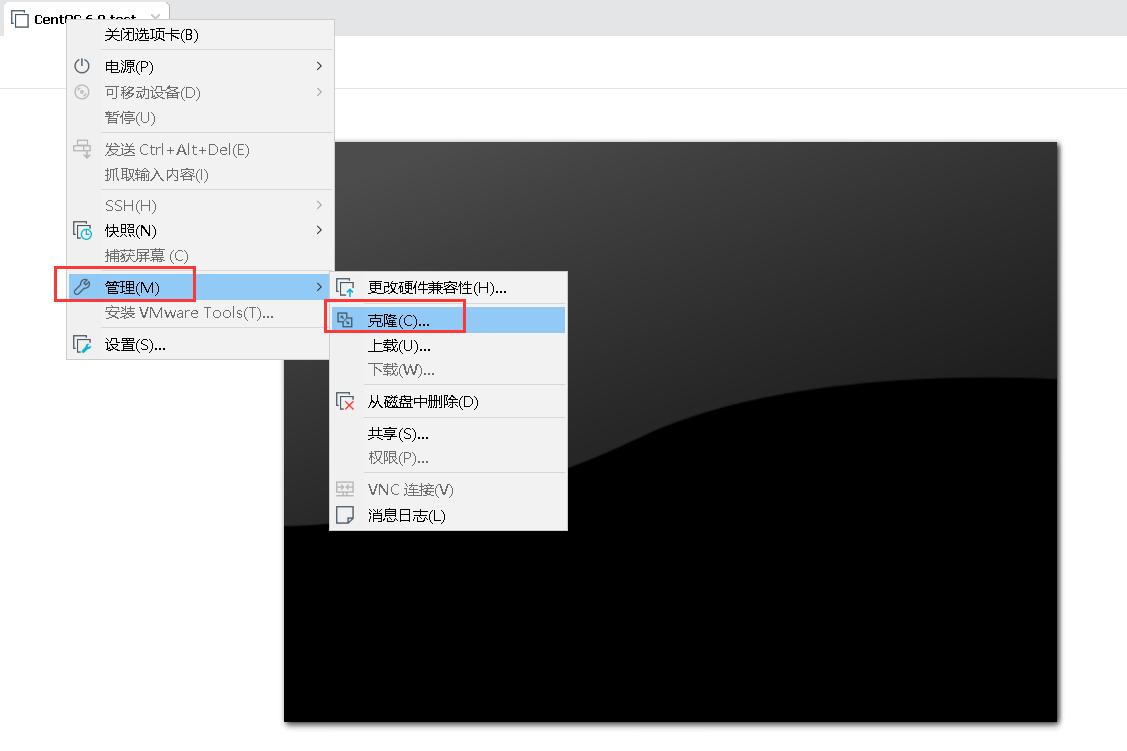 CentOS 6.9 test
关闭选项卡(B)
电源(P)
可移动设备(D)
暂停(U)
发送 Ctrl+Alt+Del(E)
抓取输入内容(I)
SSH(H)
快照(N)
捕获屏幕 (C)
管理(M)
安装 VMware Tools(T)...
设置(S)...
更改硬件兼容性(H)...
克隆(C)...
上载(U)...
下载(W)...
从磁盘中删除(D)
共享(S)...
权限(P)...
VNC 连接(V)
消息日志(L)